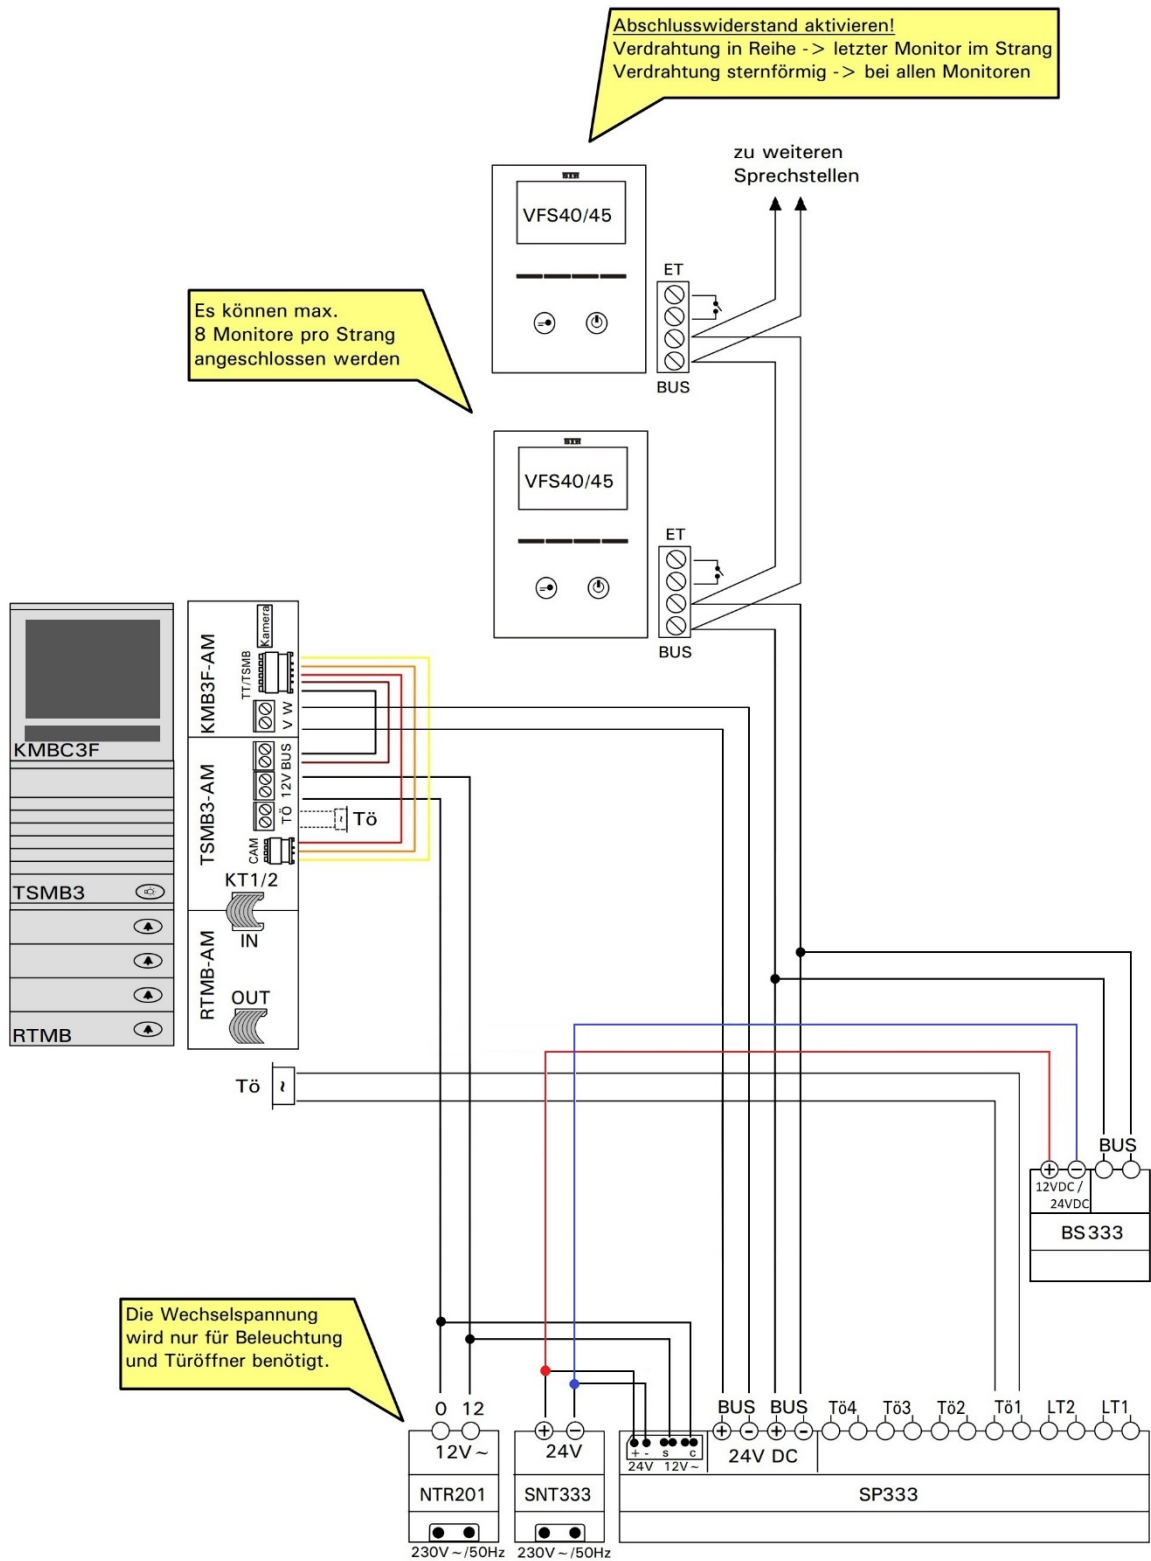 Abschlusswiderstand aktivieren!
Verdrahtung in Reihe -> letzter Monitor im Strang
Verdrahtung sternförmig -> bei allen Monitoren
zu weiteren
Sprechstellen
VFS40/45
ET
BUS
Es können max.
8 Monitore pro Strang
angeschlossen werden
VFS40/45
ET
BUS
KMBC3F
TSMB3
RTMB
KMB3F-AM
Kamera
TT/TSMB
V W
TSMB3-AM
TÖ 12V BUS
CAM
Tö
KT1/2
IN
RTMB-AM
OUT
Tö
~
BUS
+ −
12VDC /
24VDC
BS333
Die Wechselspannung
wird nur für Beleuchtung
und Türöffner benötigt.
0 12
12V~
NTR201
230V~/50Hz
+ −
24V
SNT333
230V~/50Hz
BUS BUS Tö4 Tö3 Tö2 Tö1 LT2 LT1
+ − + −
+ - s c
24V 12V~
24V DC
SP333